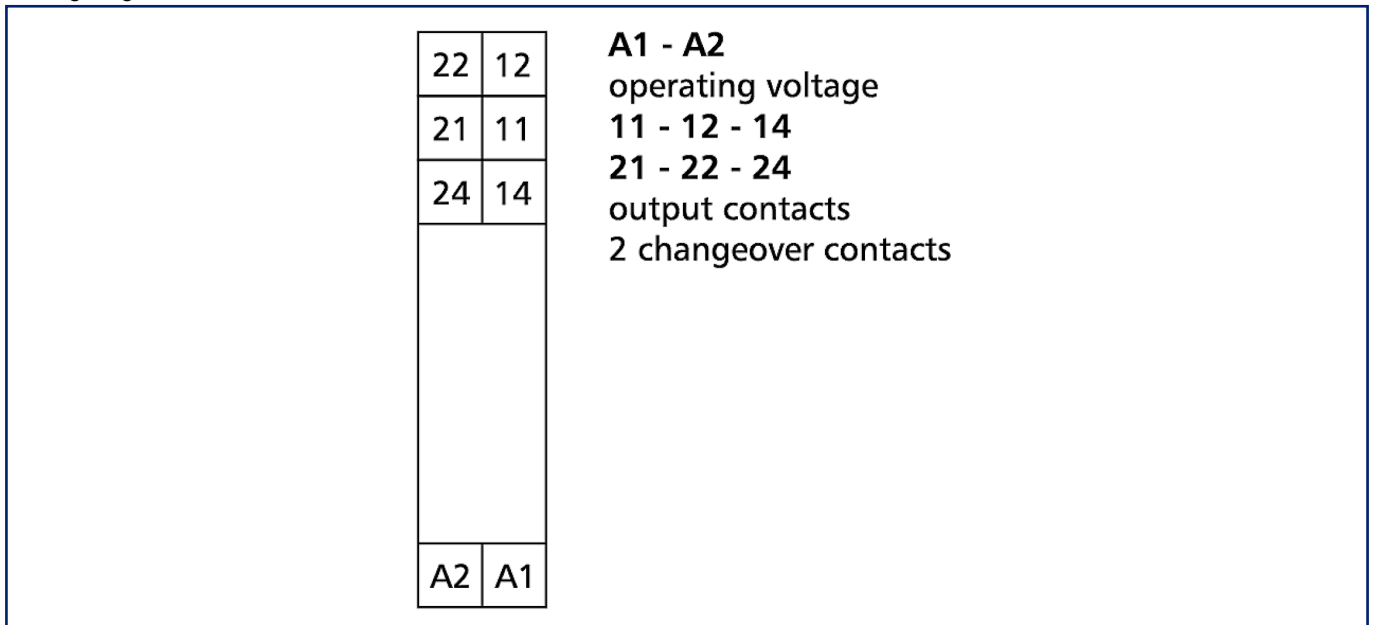 22 12
21 11
24 14
A2 A1
A1 - A2
operating voltage
11 - 12 - 14
21 - 22 - 24
output contacts
2 changeover contacts